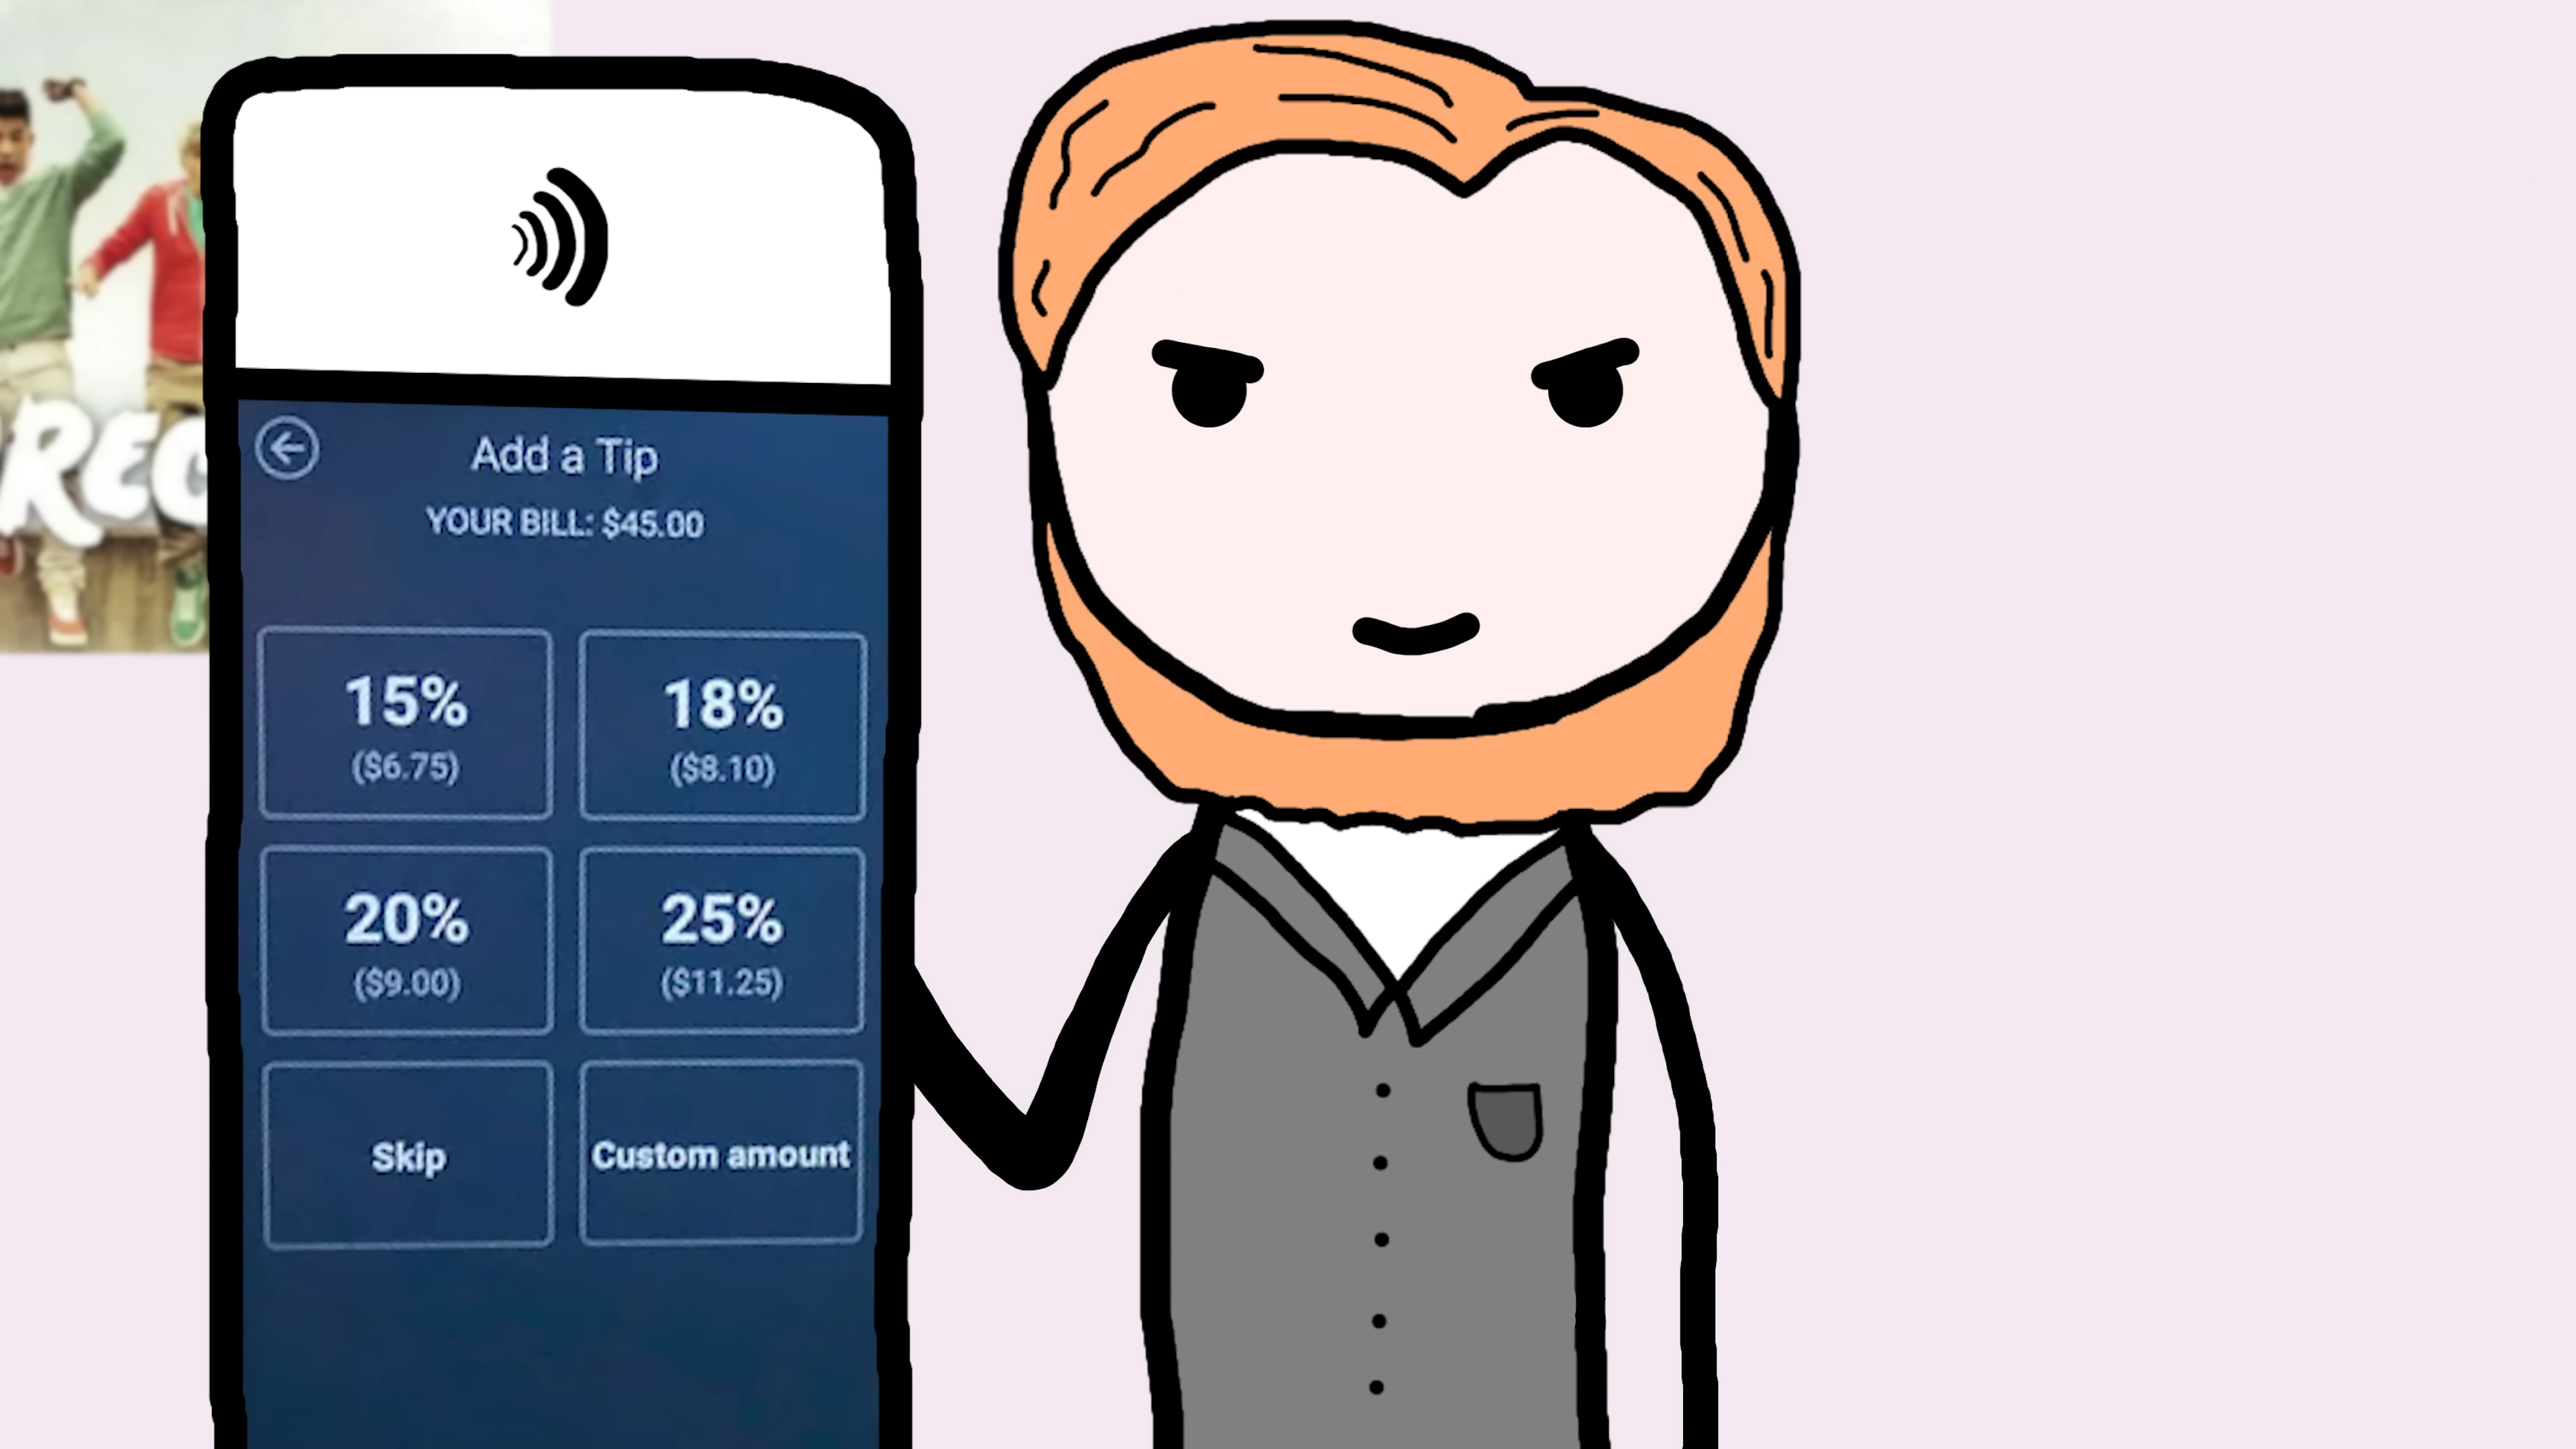 REC
Add a Tip
YOUR BILL: $45.00
15%
($6.75)
18%
($8.10)
20%
($9.00)
25%
($11.25)
Skip
Custom amount